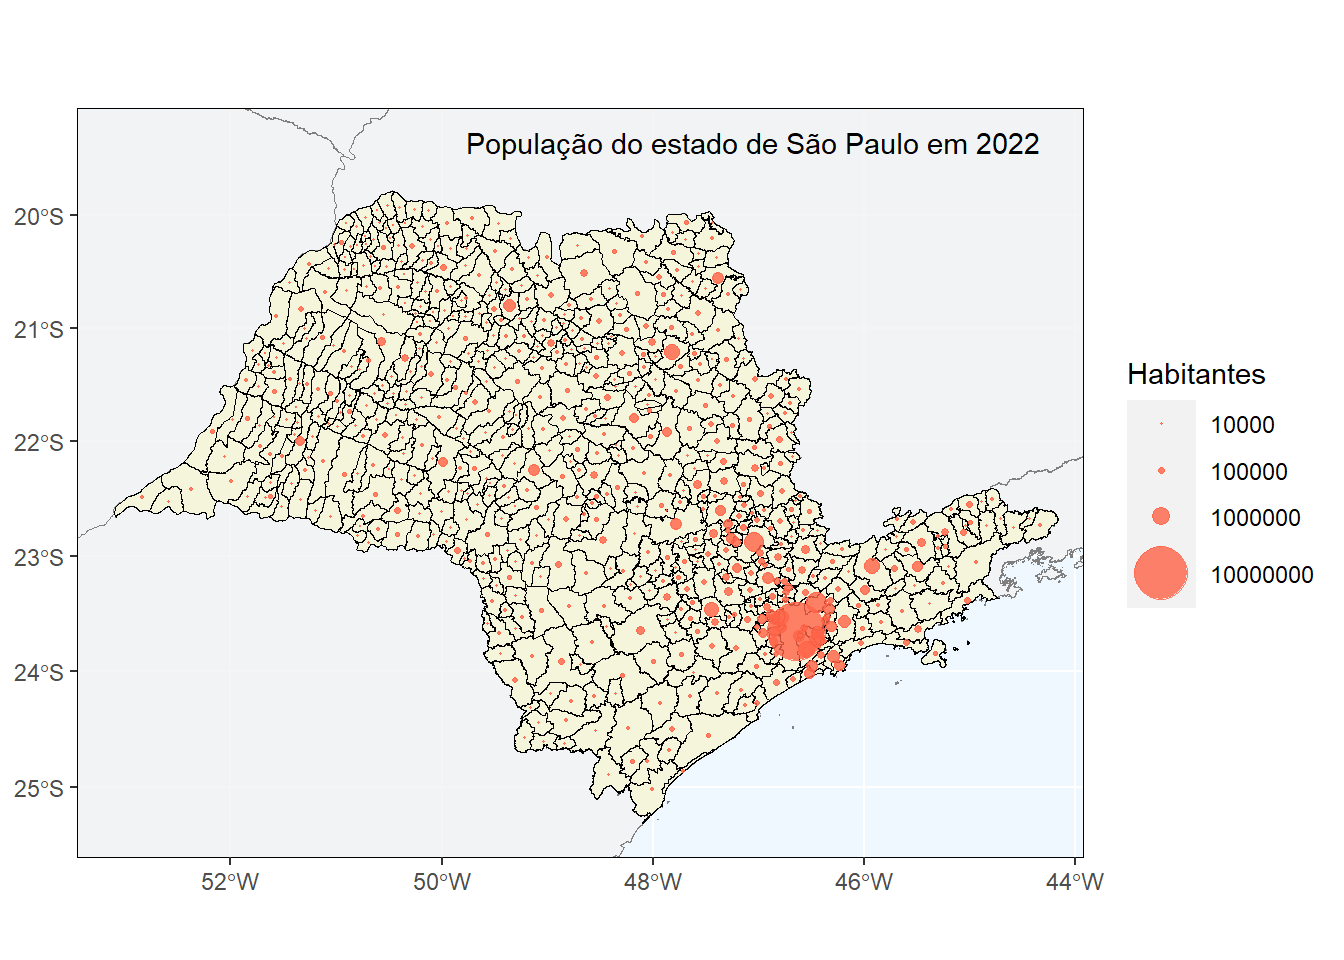 População do estado de São Paulo em 2022
20°S
21°S
22°S
23°S
24°S
25°S
52°W
50°W
48°W
46°W
44°W
Habitantes
10000
100000
1000000
10000000